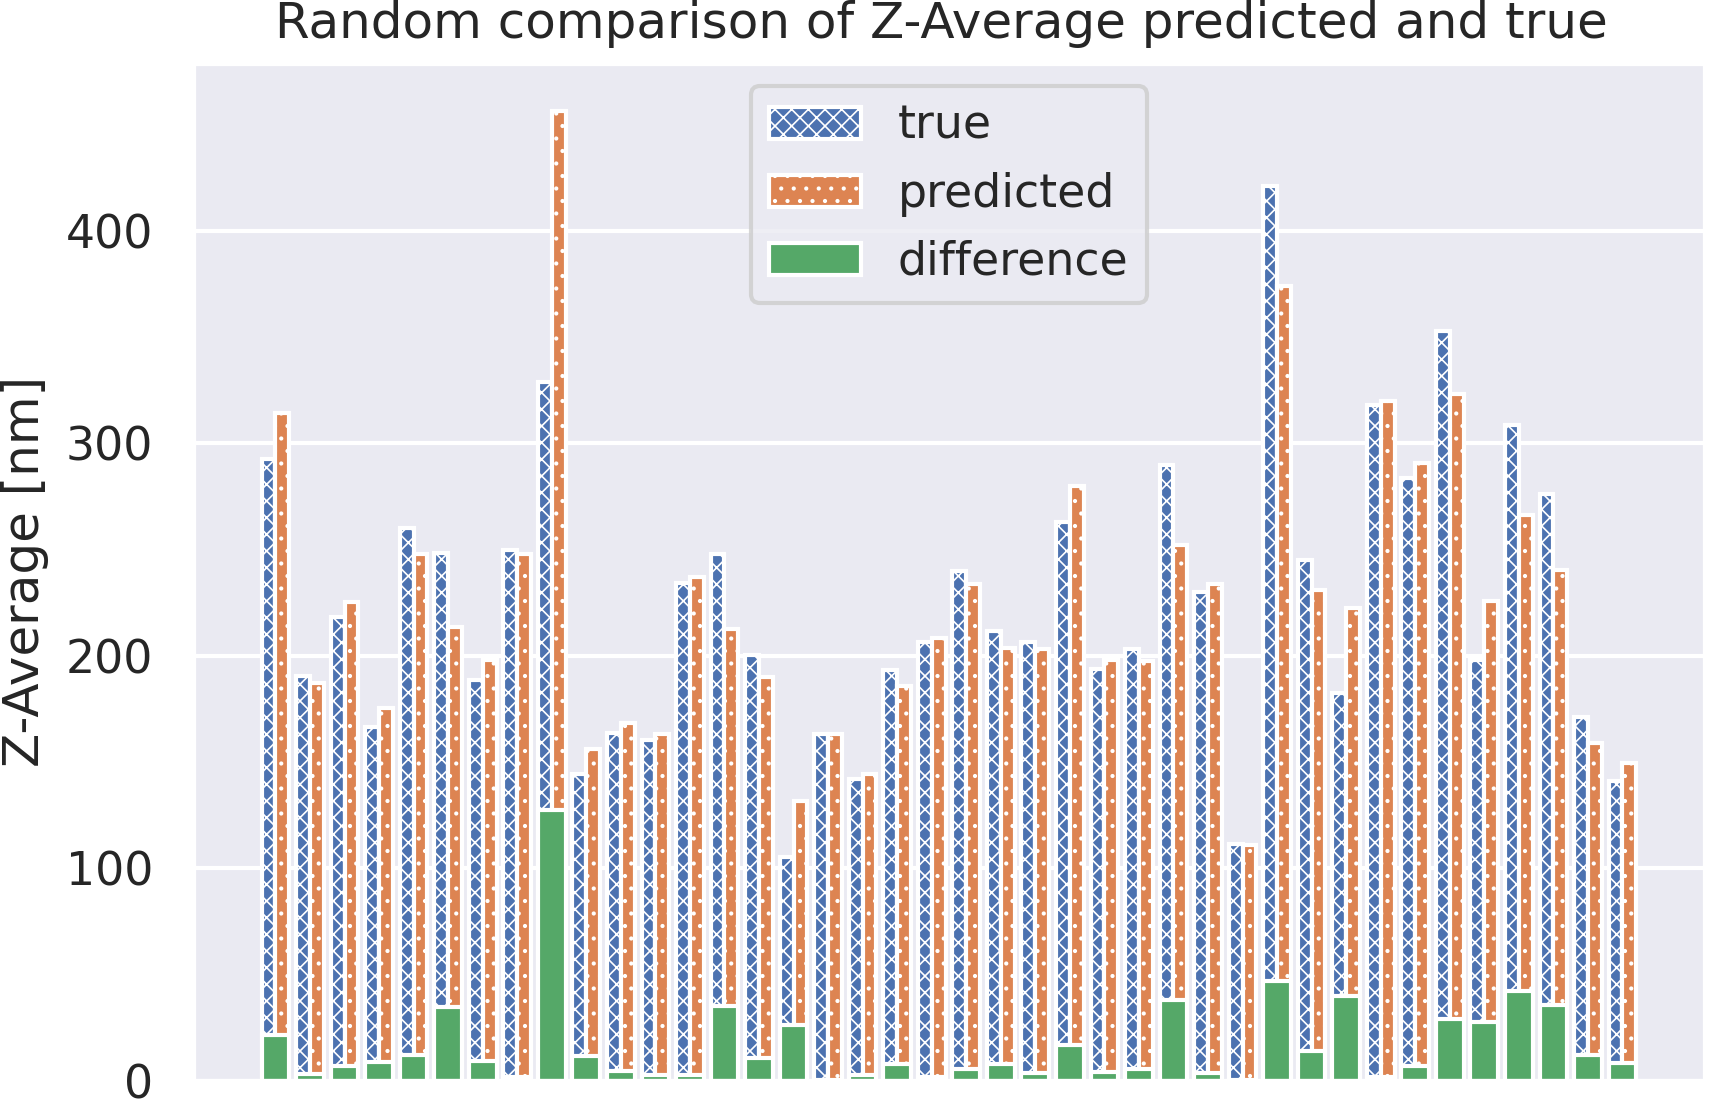 Random comparison of Z-Average predicted and true
true
predicted
difference
Z-Average [nm]
400
300
200
100
0